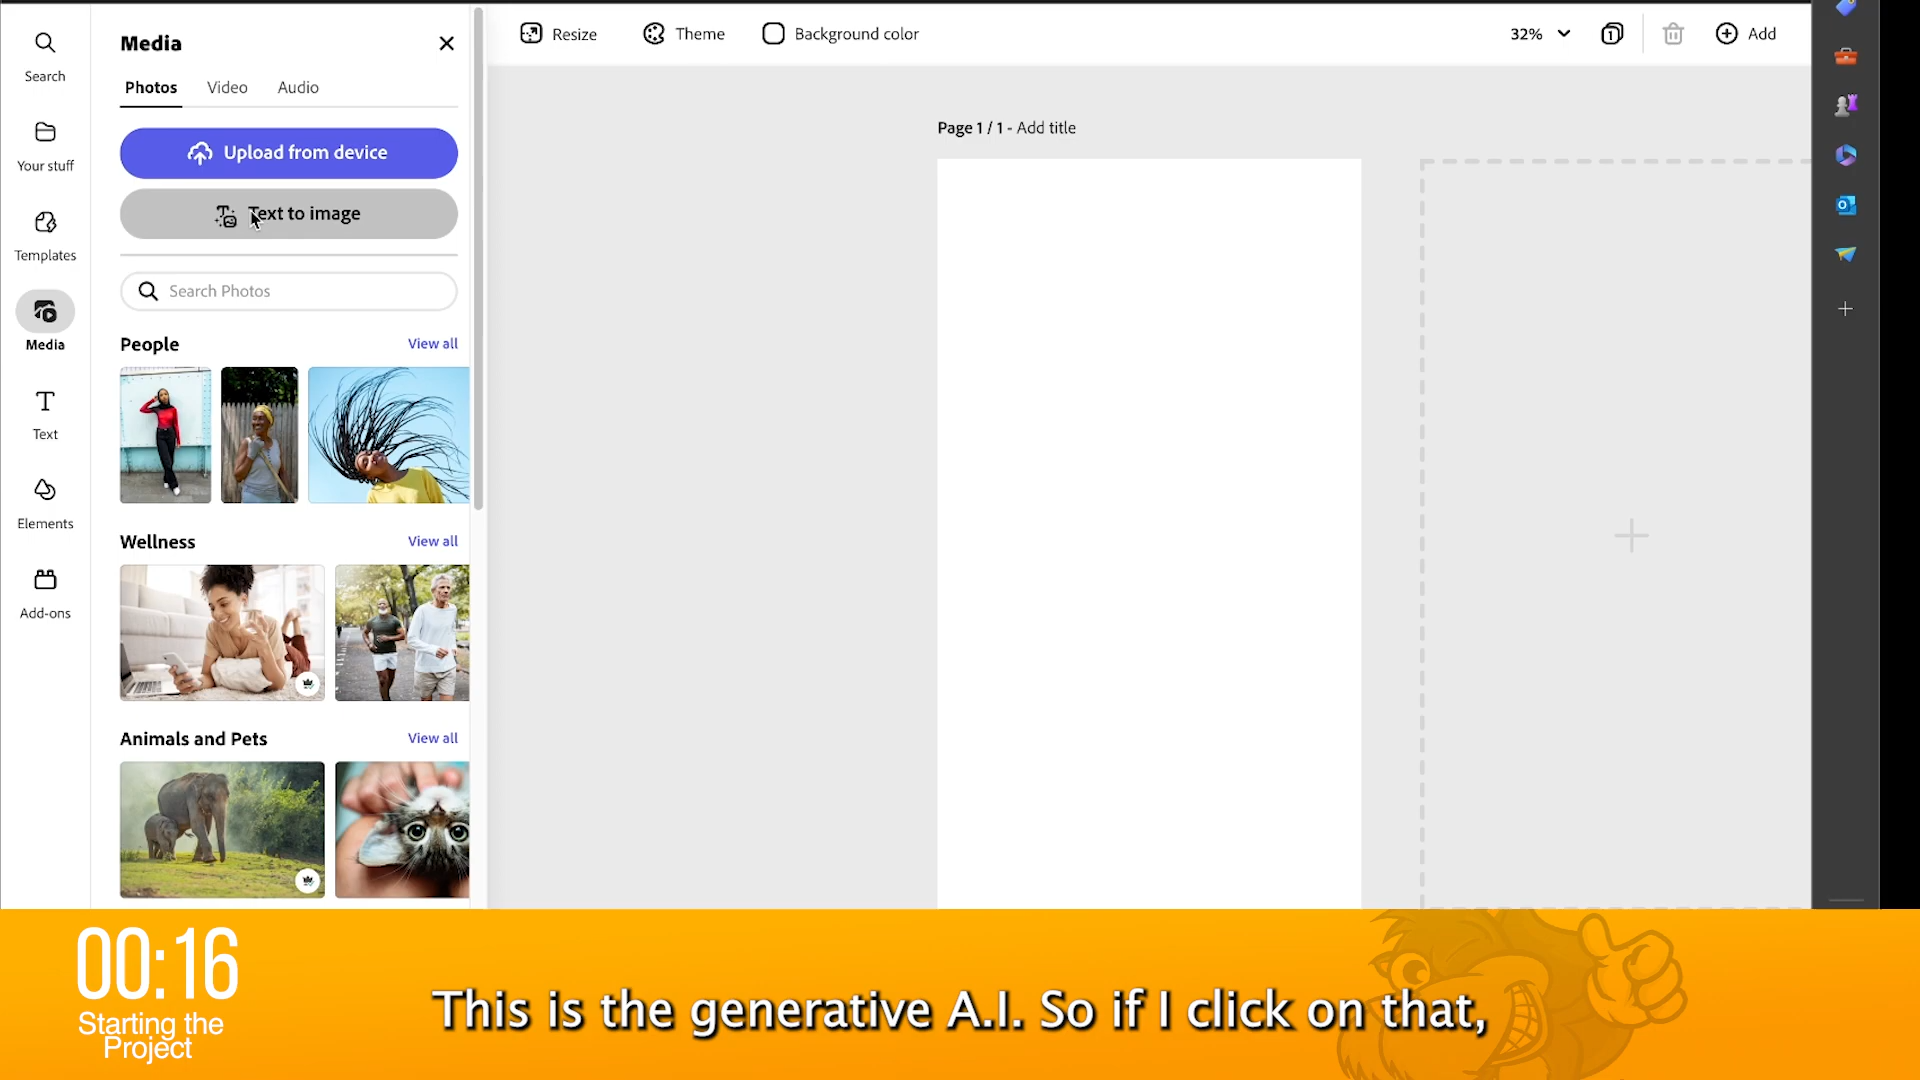 Search
Your stuff
Templates
Media
Text
Elements
Add-ons
Media
Photos Video Audio
Upload from device
Text to image
Search Photos
People View all
Wellness View all
Animals and Pets View all
Resize Theme Background color
32% 1 Add
Page 1 / 1 - Add title
00:16
Starting the
Project
This is the generative A.I. So if I click on that,